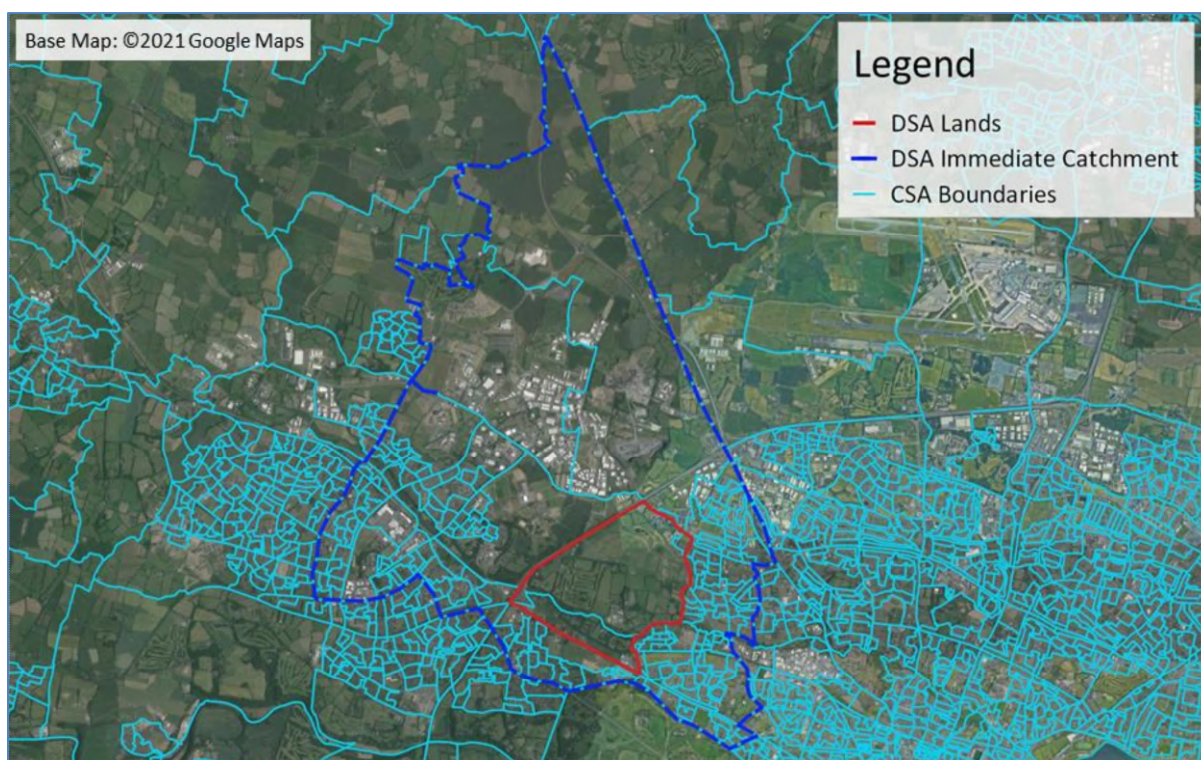 Base Map: ©2021 Google Maps
Legend
DSA Lands
DSA Immediate Catchment
CSA Boundaries